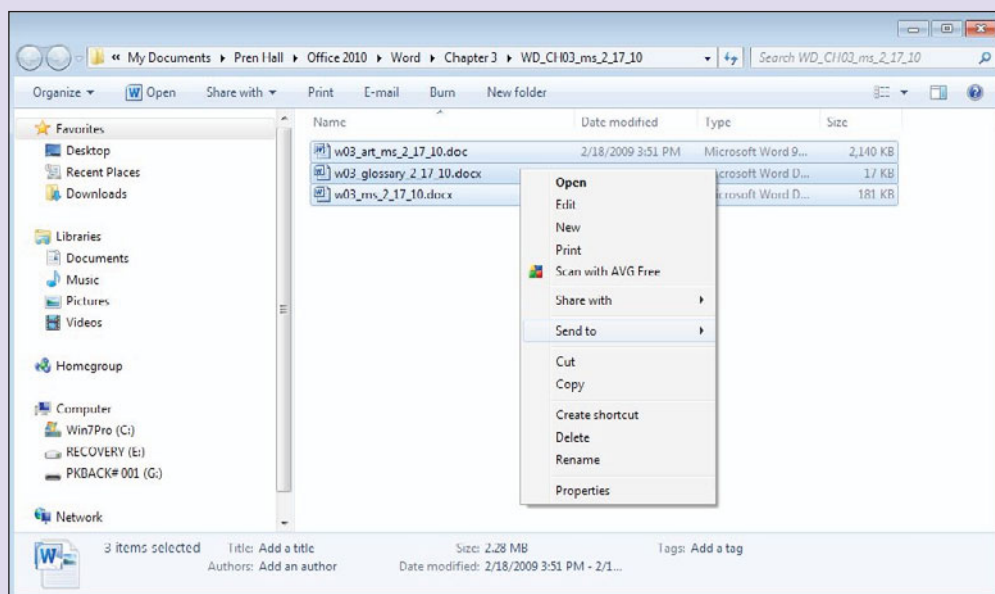 « My Documents ▸ Pren Hall ▸ Office 2010 ▸ Word ▸ Chapter 3 ▸ WD_CH03_ms_2_17_10
Search WD_CH03_ms_2_17_10
Organize Open Share with Print E-mail Burn New folder
Name Date modified Type Size
Favorites
Desktop
Recent Places
Downloads
Libraries
Documents
Music
Pictures
Videos
Homegroup
Computer
Win7Pro (C:)
RECOVERY (E:)
PKBACK# 001 (G:)
Network
w03_art_ms_2_17_10.doc 2/18/2009 3:51 PM Microsoft Word 9... 2,140 KB
w03_glossary_2_17_10.docx Word D... 17 KB
w03_ms_2_17_10.docx Word D... 181 KB
Open
Edit
New
Print
Scan with AVG Free
Share with
Send to
Cut
Copy
Create shortcut
Delete
Rename
Properties
3 items selected Title: Add a title Size: 2.28 MB Tags: Add a tag
Authors: Add an author Date modified: 2/18/2009 3:51 PM - 2/1...